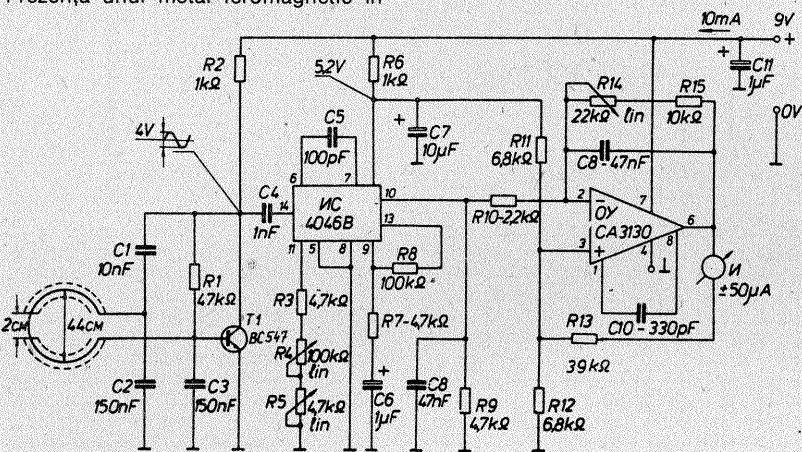 Prezența unui metal feromagnetic în
10mA
9V
+
R2
1kΩ
5,2V
R6
1kΩ
+
C11
1µF
0V
R14
22kΩ lin
R15
10kΩ
4V
C5
100pF
+
C7
10µF
R11
6,8kΩ
C8-47nF
6
7
C4
1nF
14
ИС
4046B
10
13
R10-2,2kΩ
2
−
ОУ
CA3130
7
6
3
+
1
4
8
⊥
C1
10nF
R1
47kΩ
11
5
8
9
R8
100kΩ
И
±50µA
2см
44см
T1
BC547
R3
4,7kΩ
R7-4,7kΩ
C10-330pF
R13
39kΩ
R4
100kΩ
lin
C2
150nF
C3
150nF
R5
4,7kΩ
lin
+
C6
1µF
C8
47nF
R9
4,7kΩ
R12
6,8kΩ